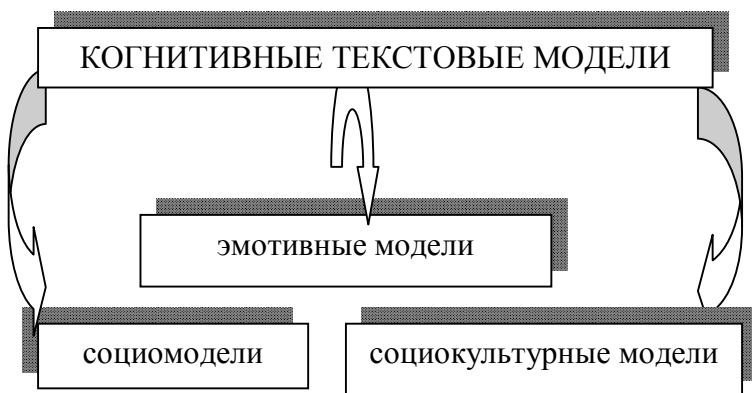 КОГНИТИВНЫЕ ТЕКСТОВЫЕ МОДЕЛИ
эмотивные модели
социомодели
социокультурные модели